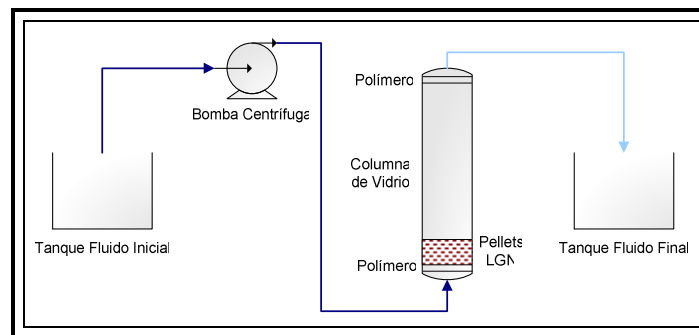 Polímero
Bomba Centrífuga
Columna
de Vidrio
Tanque Fluido Inicial
Polímero
Pellets
LGN
Tanque Fluido Final